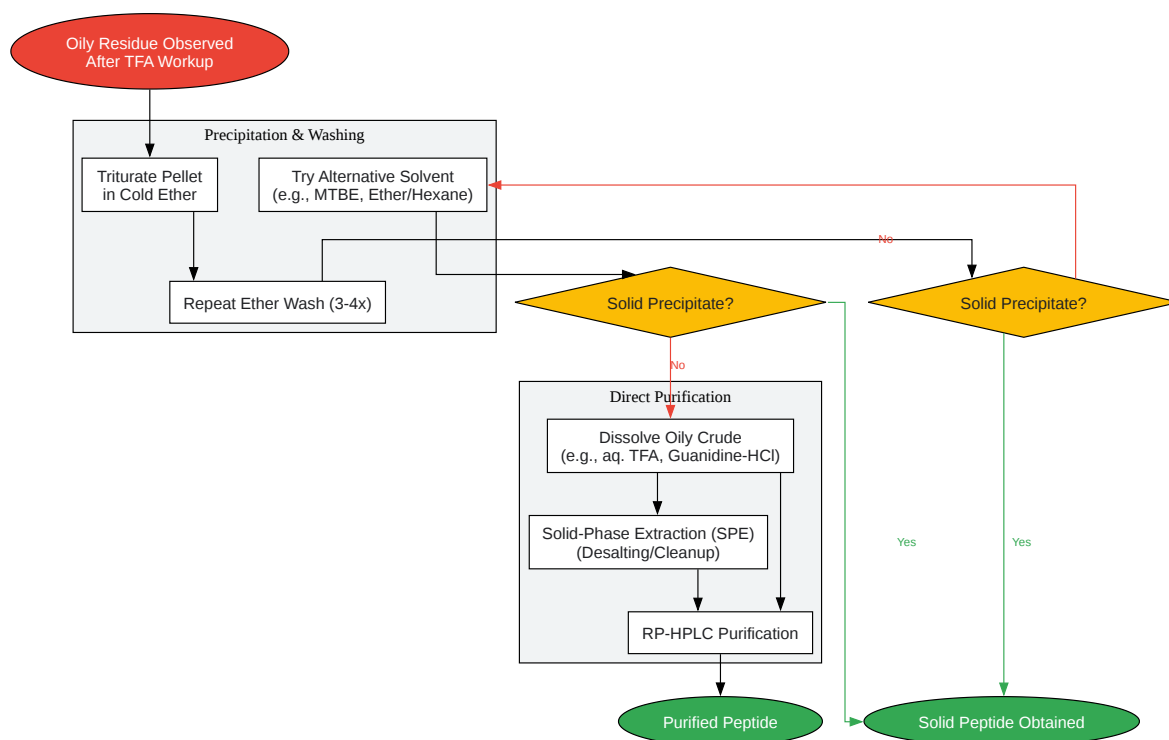 Oily Residue Observed
After TFA Workup
Precipitation & Washing
Triturate Pellet
in Cold Ether
Try Alternative Solvent
(e.g., MTBE, Ether/Hexane)
No
Repeat Ether Wash (3-4x)
Solid Precipitate?
Solid Precipitate?
No
Direct Purification
Dissolve Oily Crude
(e.g., aq. TFA, Guanidine-HCl)
Solid-Phase Extraction (SPE)
(Desalting/Cleanup)
Yes
Yes
RP-HPLC Purification
Purified Peptide
Solid Peptide Obtained